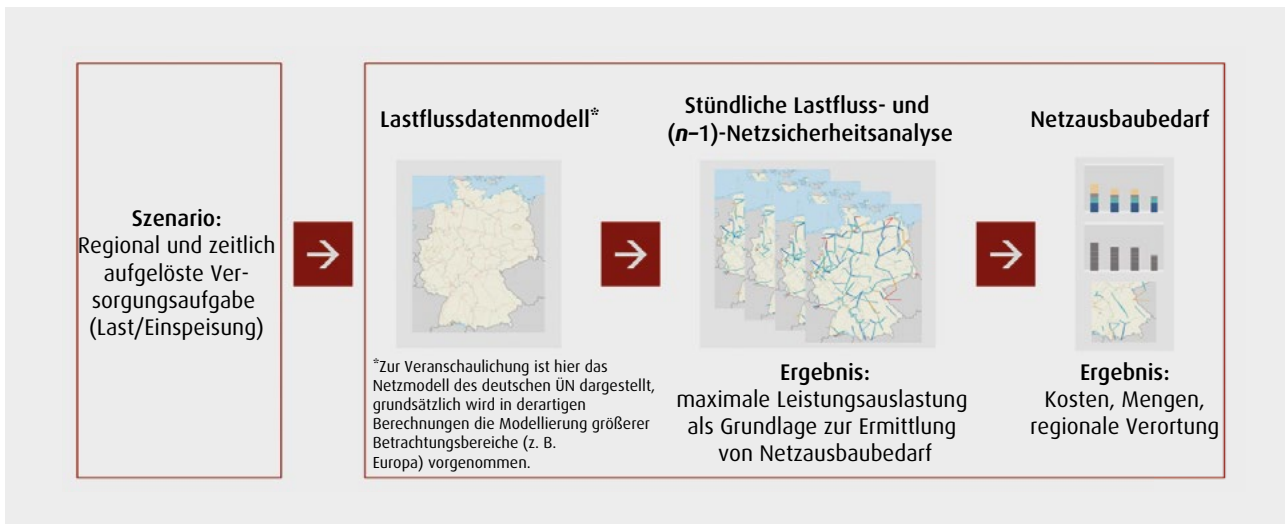 Szenario:
Regional und zeitlich
aufgelöste Ver-
sorgungsaufgabe
(Last/Einspeisung)
Lastflussdatenmodell*
*Zur Veranschaulichung ist hier das
Netzmodell des deutschen ÜN dargestellt,
grundsätzlich wird in derartigen
Berechnungen die Modellierung größerer
Betrachtungsbereiche (z. B.
Europa) vorgenommen.
Stündliche Lastfluss- und
(n–1)-Netzsicherheitsanalyse
Ergebnis:
maximale Leistungsauslastung
als Grundlage zur Ermittlung
von Netzausbaubedarf
Netzausbaubedarf
Ergebnis:
Kosten, Mengen,
regionale Verortung